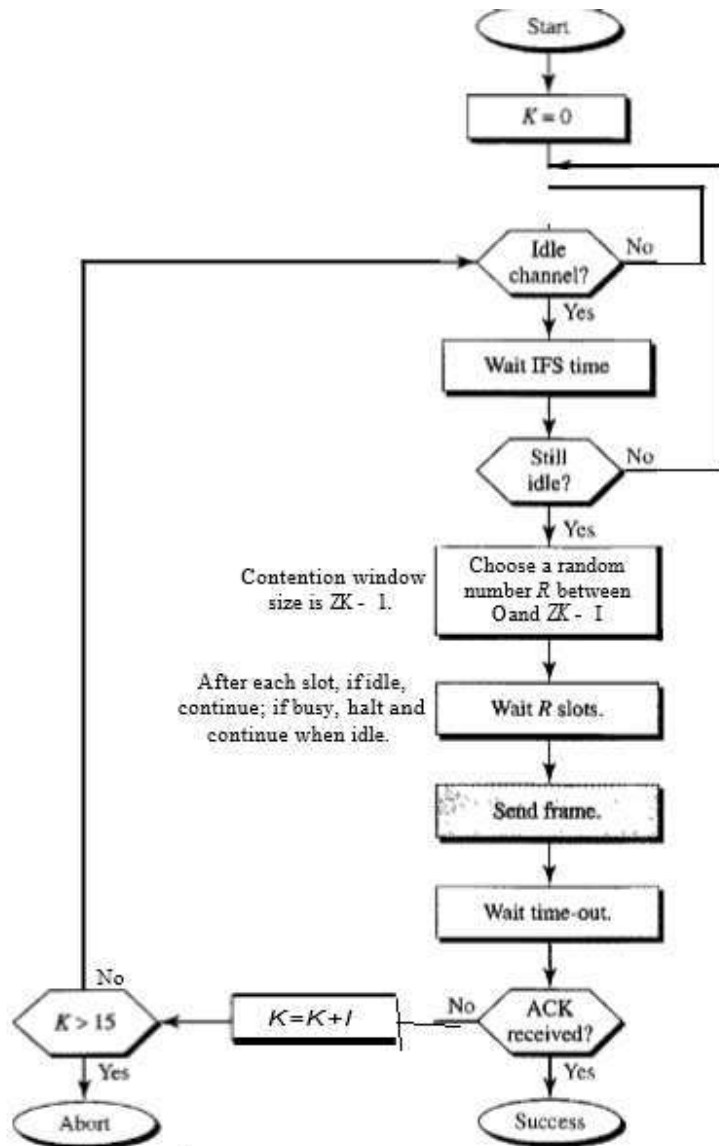 Start
K = 0
Idle
channel?
No
Yes
Wait IFS time
Still
idle?
No
Yes
Contention window
size is ZK - 1.
Choose a random
number R between
O and ZK - I
After each slot, if idle,
continue; if busy, halt and
continue when idle.
Wait R slots.
Send frame.
Wait time-out.
ACK
received?
No
K=K+I
No
K > 15
Yes
Abort
Yes
Success